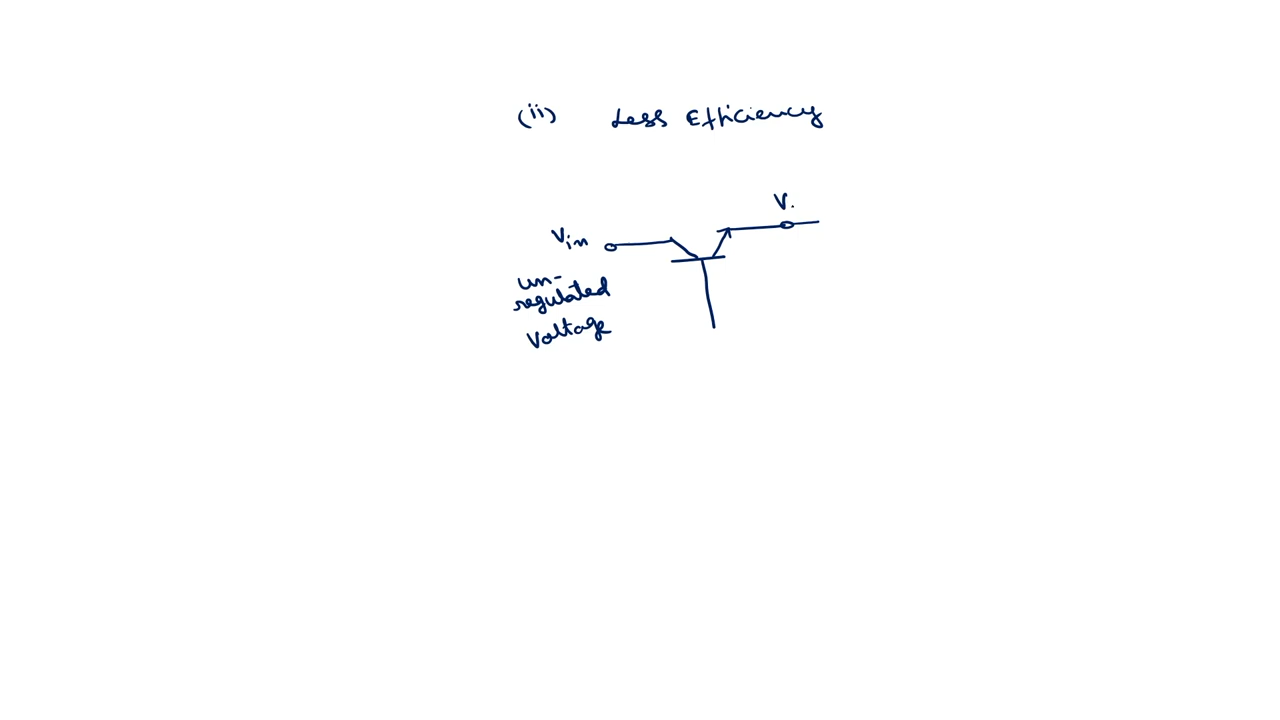 (ii) Less Efficiency
V.
Vin
un-
regulated
Voltage